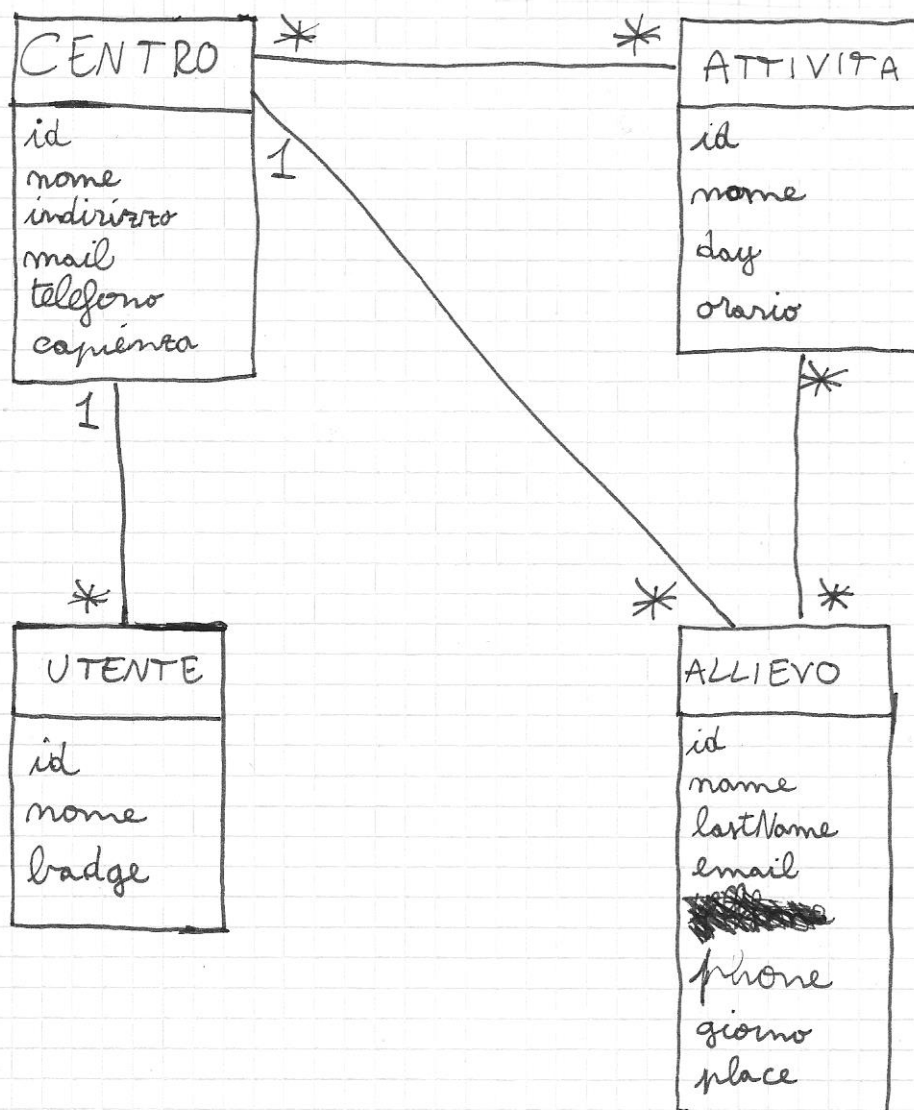 CENTRO
id
nome
indirizzo
mail
telefono
capienza
1
*
*
1
ATTIVITA
id
nome
day
orario
*
*
UTENTE
id
nome
badge
*
*
ALLIEVO
id
name
lastName
email
phone
giorno
place